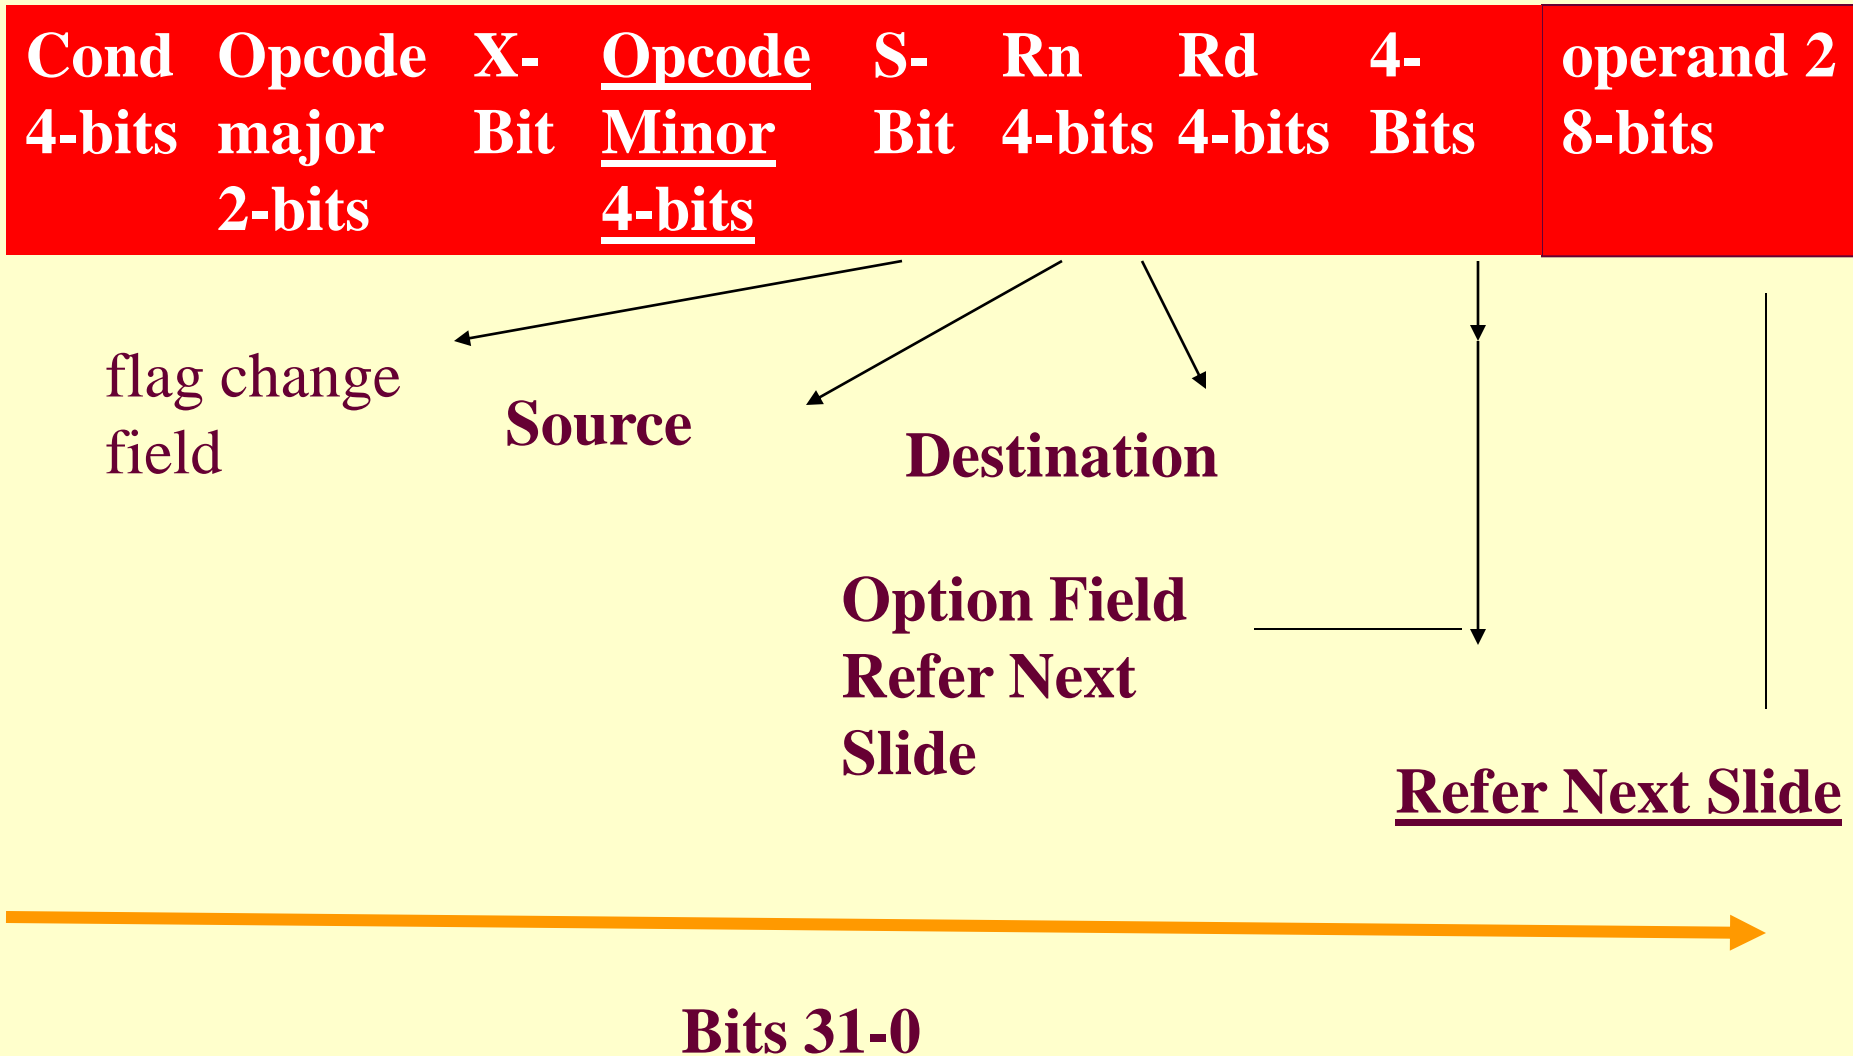 Cond
4-bits
Opcode
major
2-bits
X-
Bit
Opcode
Minor
4-bits
S-
Bit
Rn
4-bits
Rd
4-bits
4-
Bits
operand 2
8-bits
flag change
field
Source
Destination
Option Field
Refer Next
Slide
Refer Next Slide
Bits 31-0